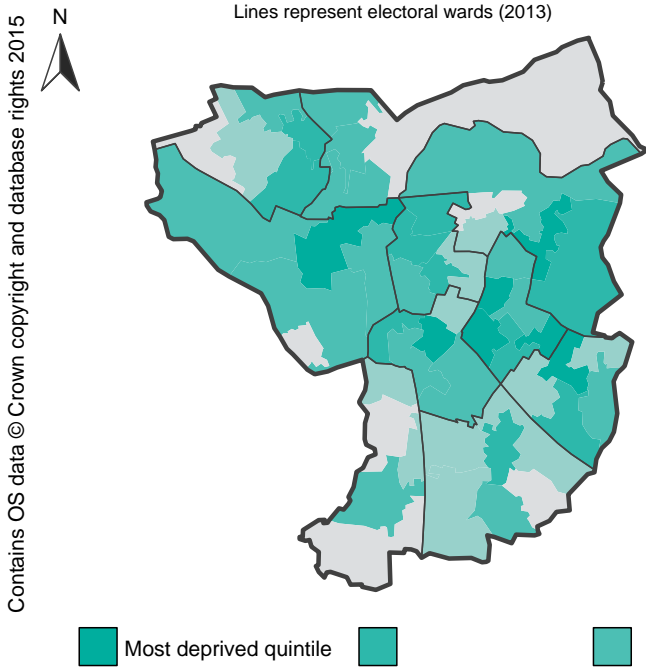 Lines represent electoral wards (2013)
N
Contains OS data © Crown copyright and database rights 2015
Most deprived quintile